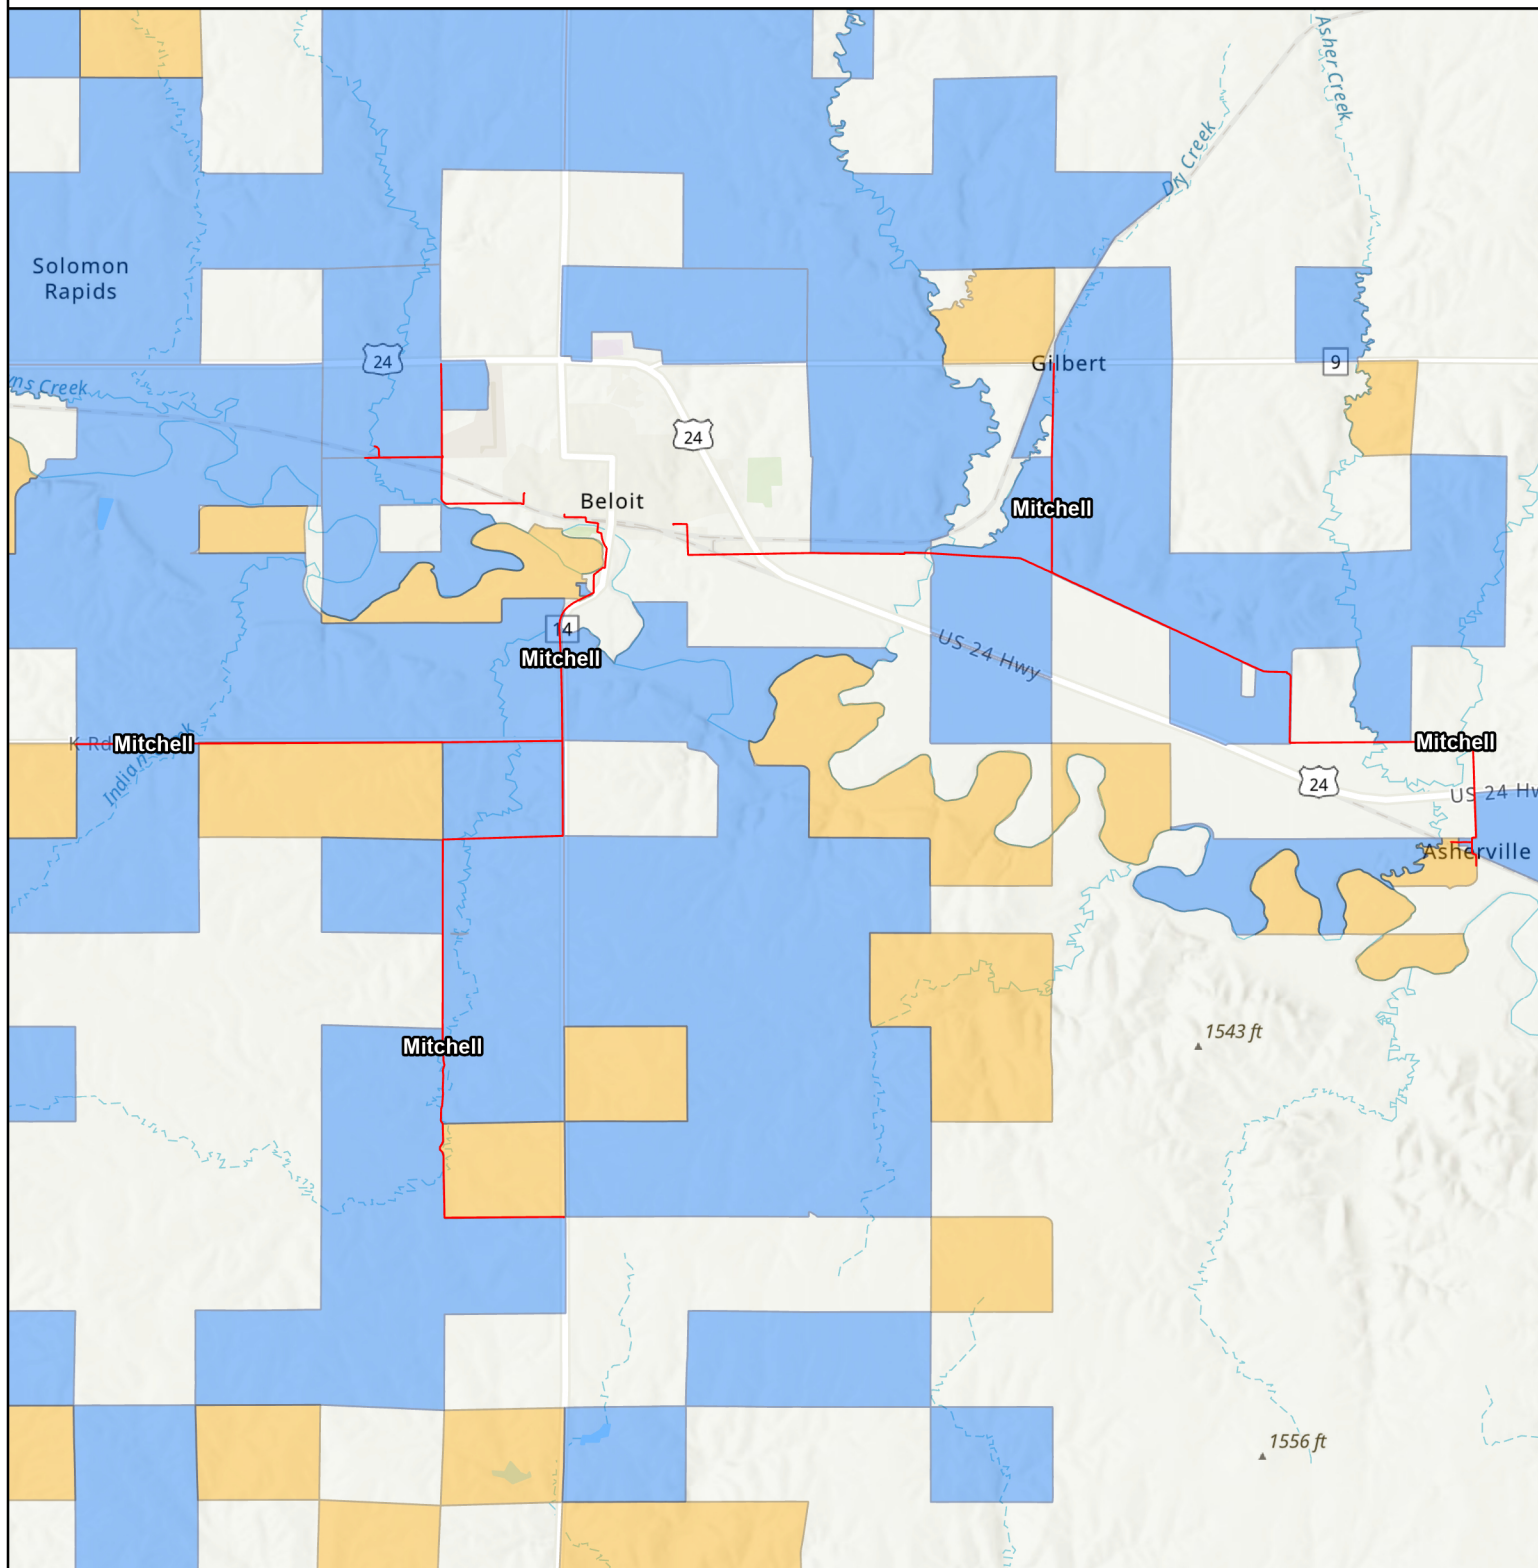 Asher Creek
Dry Creek
Solomon
Rapids
24
ns Creek
Gilbert
9
24
Beloit
Mitchell
14
Mitchell
US 24 Hwy
K Rd
Mitchell
Indian
Mitchell
24
US 24 Hw
Asherville
1543 ft
Mitchell
1556 ft